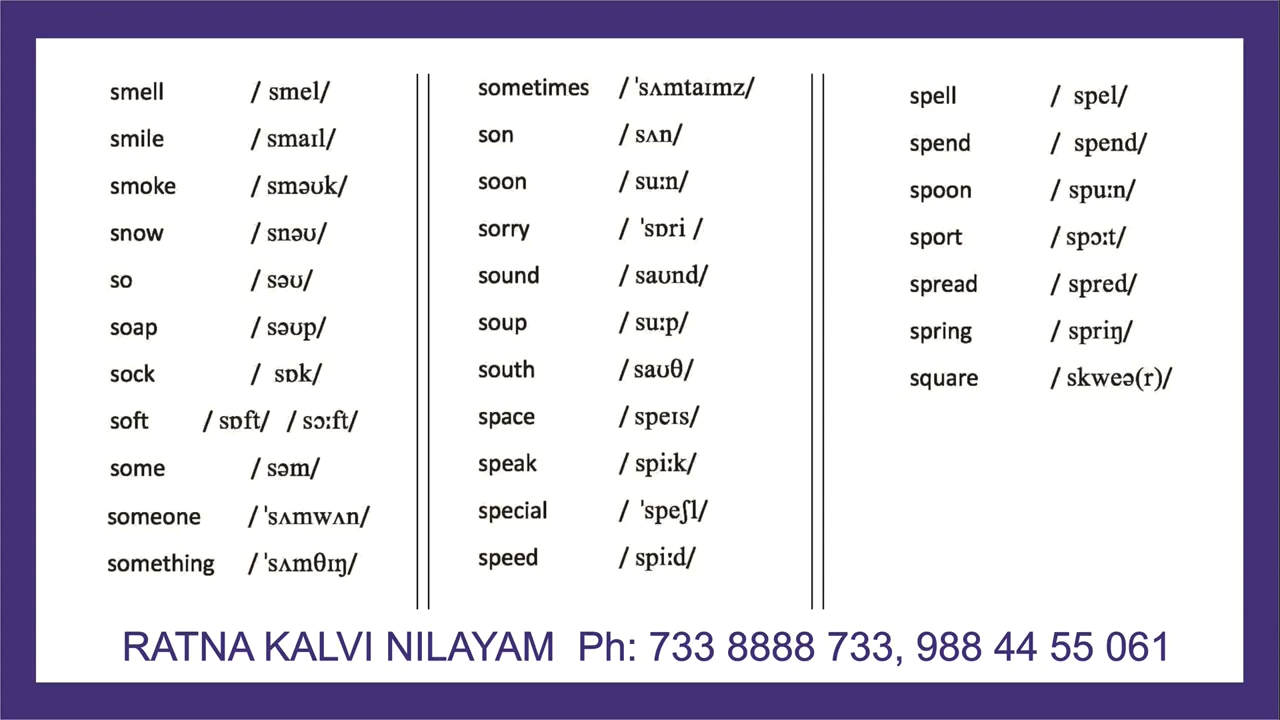 smell / smel/
smile / smaɪl/
smoke / sməʊk/
snow / snəʊ/
so / səʊ/
soap / səʊp/
sock / sɒk/
soft / sɒft/ / sɔːft/
some / səm/
someone / ˈsʌmwʌn/
something / ˈsʌmθɪŋ/
sometimes / ˈsʌmtaɪmz/
son / sʌn/
soon / suːn/
sorry / ˈsɒri /
sound / saʊnd/
soup / suːp/
south / saʊθ/
space / speɪs/
speak / spiːk/
special / ˈspeʃl/
speed / spiːd/
spell / spel/
spend / spend/
spoon / spuːn/
sport / spɔːt/
spread / spred/
spring / spriŋ/
square / skweə(r)/
RATNA KALVI NILAYAM Ph: 733 8888 733, 988 44 55 061